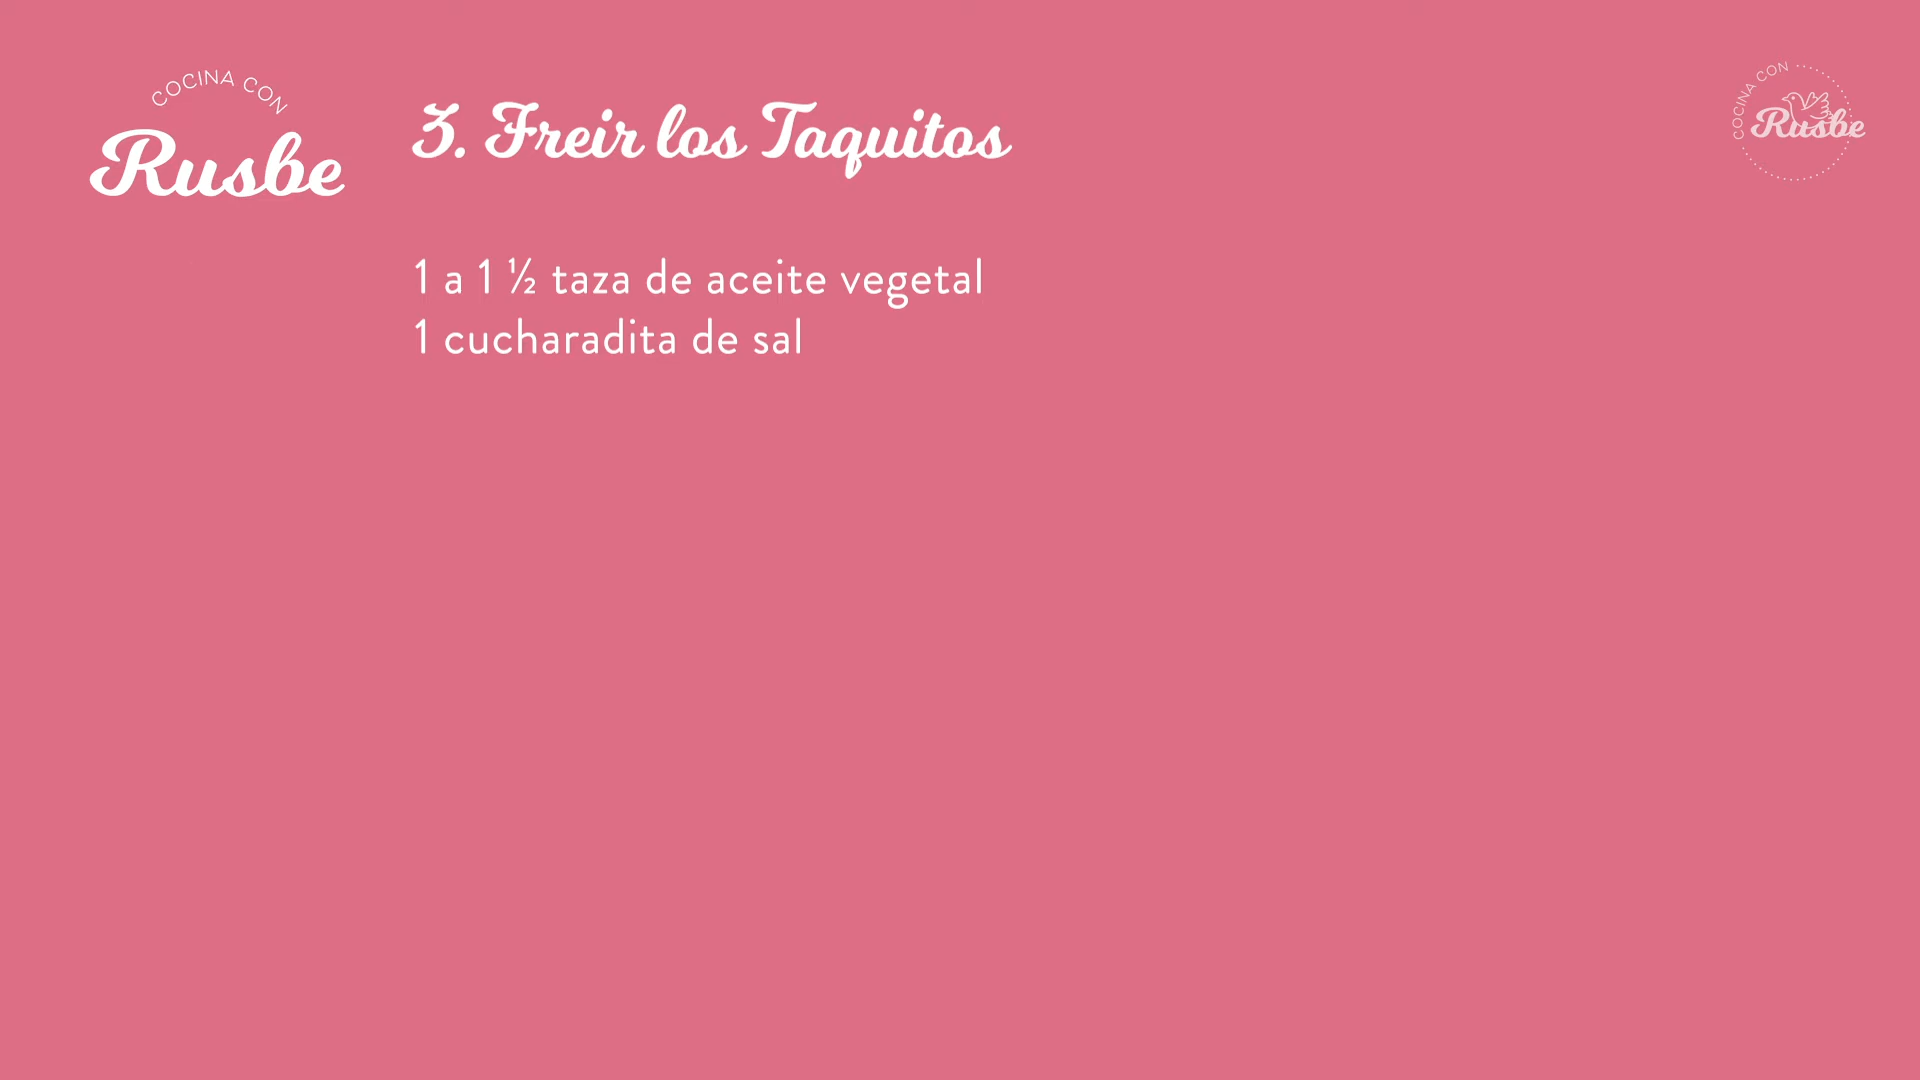 COCINA CON
Rusbe
3. Freir los Taquitos
COCINA CON
Rusbe
1 a 1 ½ taza de aceite vegetal
1 cucharadita de sal